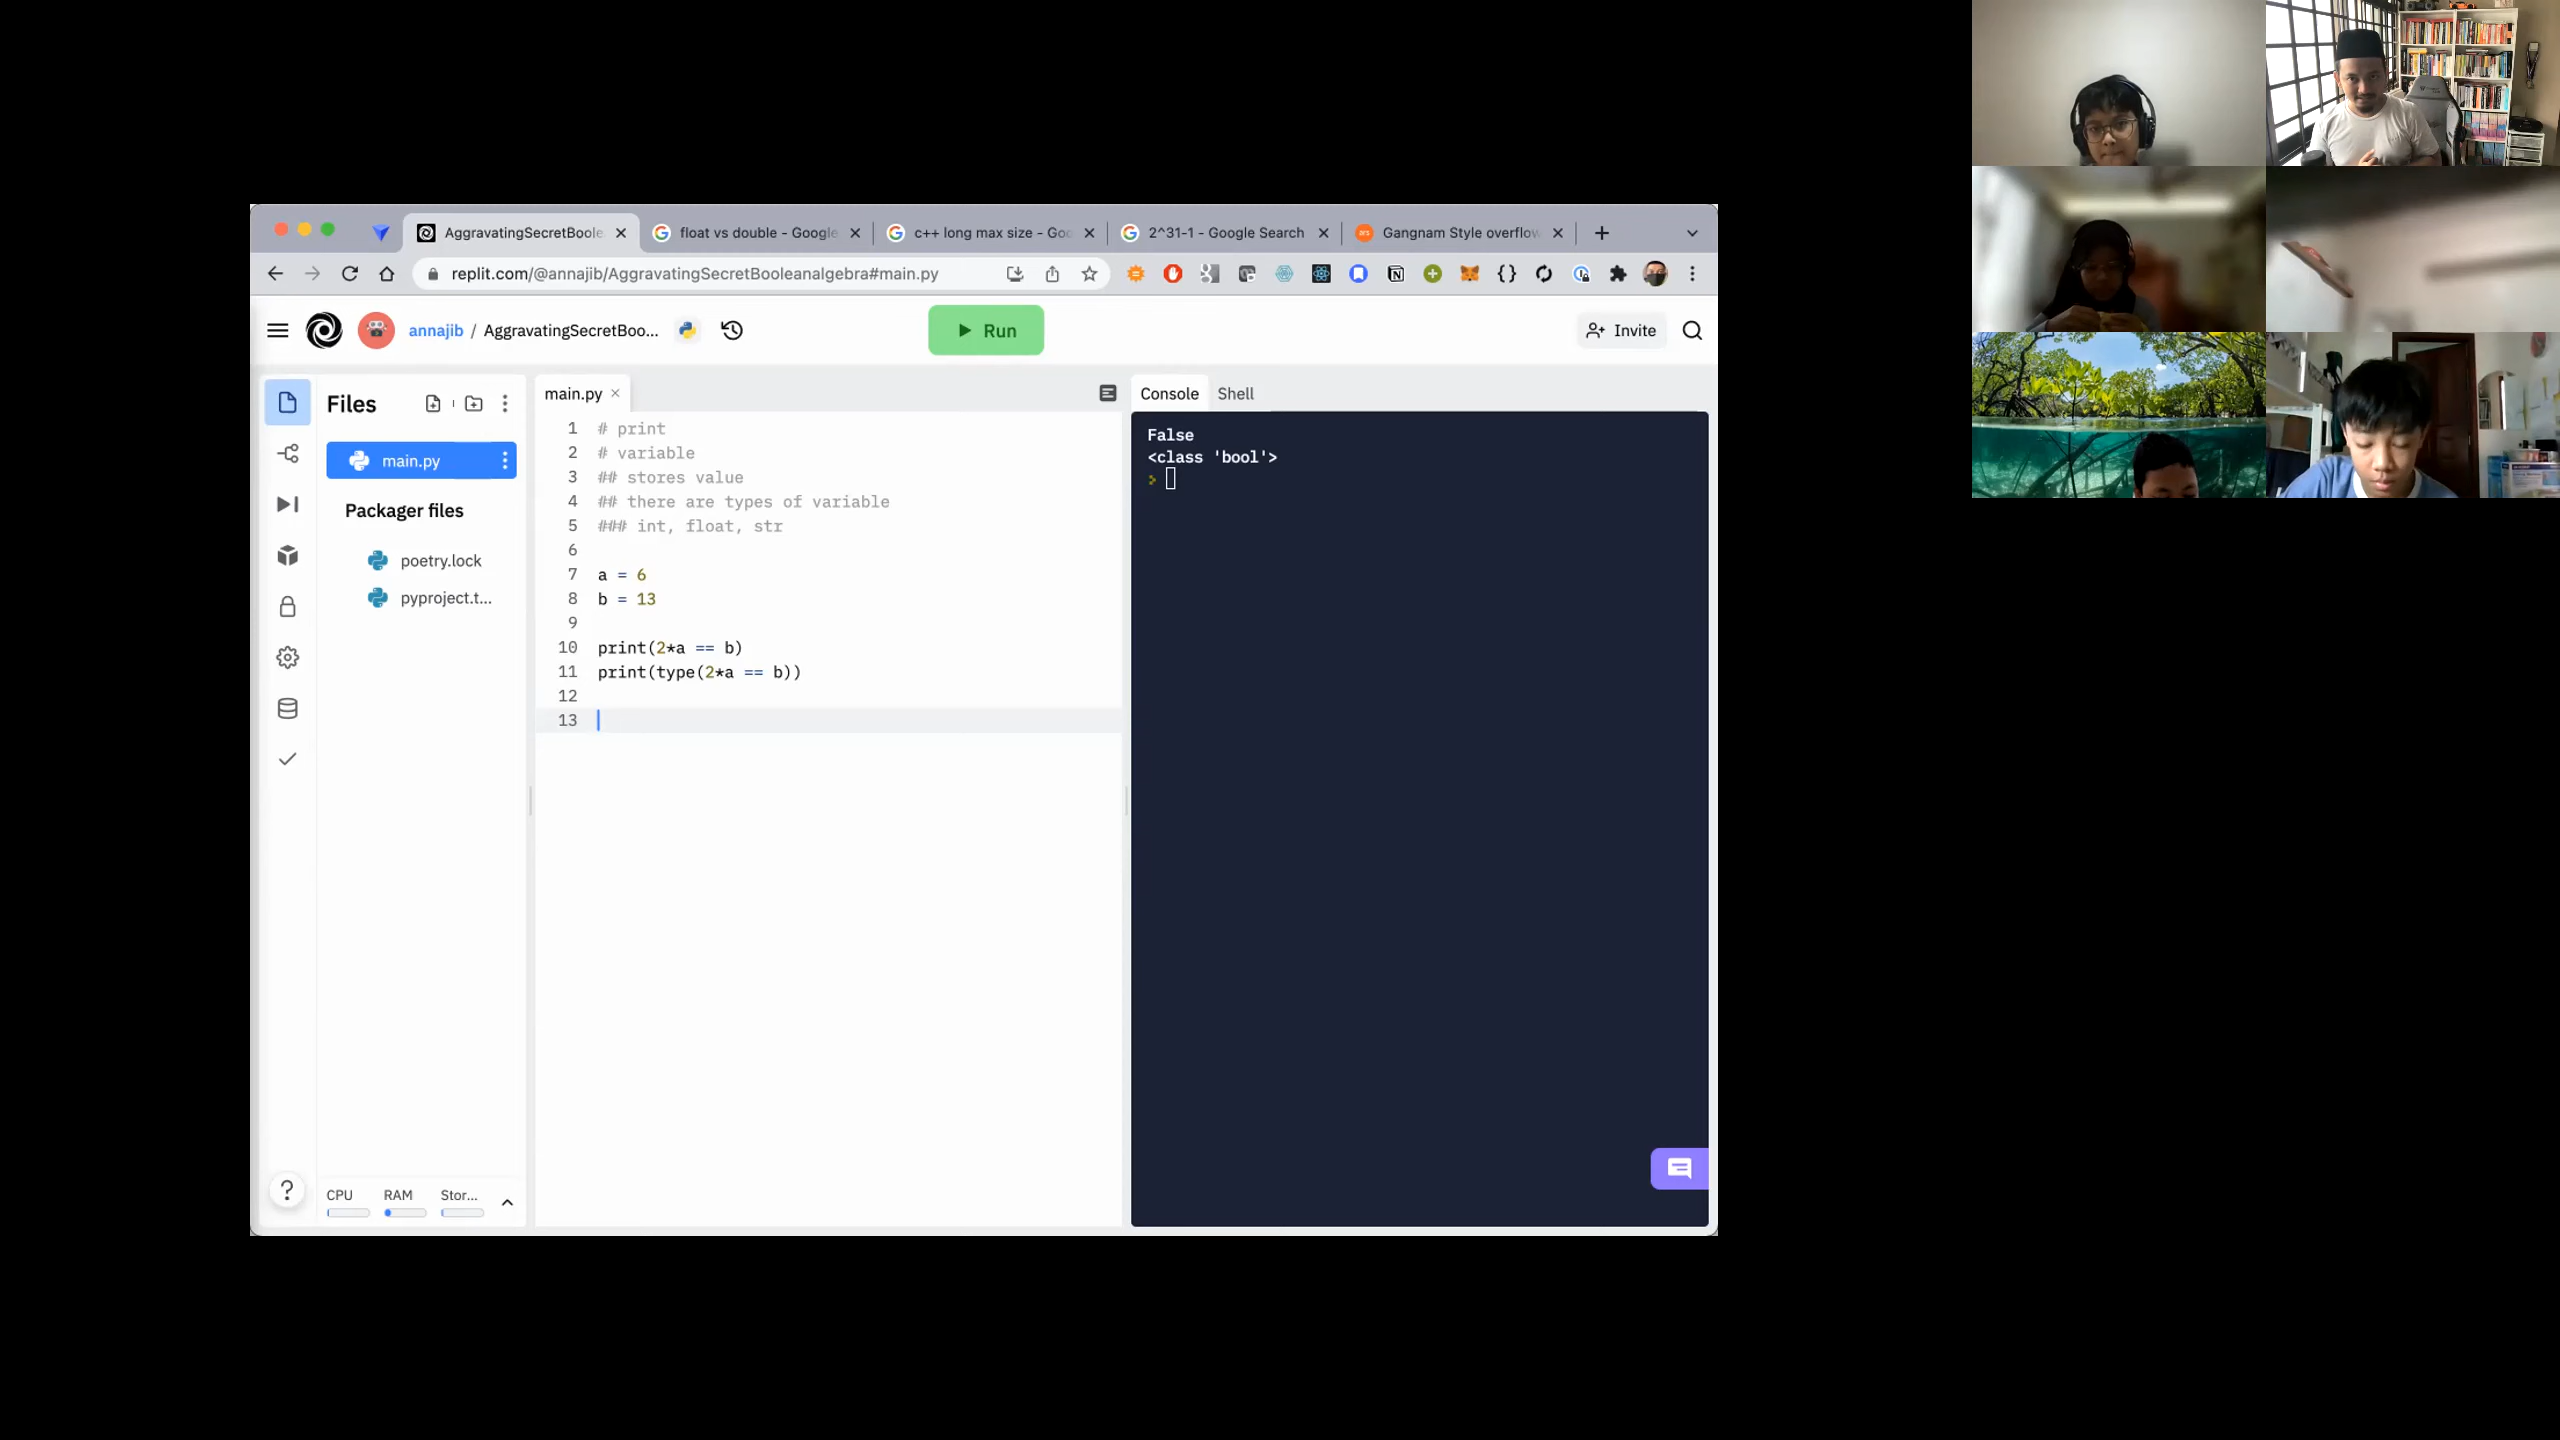 AggravatingSecretBoole
float vs double - Google
c++ long max size - Goo
2^31-1 - Google Search
Gangnam Style overflow
replit.com/@annajib/AggravatingSecretBooleanalgebra#main.py
annajib / AggravatingSecretBoo...
Run
Invite
Files
main.py
Packager files
poetry.lock
pyproject.t...
CPU
RAM
Stor...
main.py
1 # print
2 # variable
3 ## stores value
4 ## there are types of variable
5 ### int, float, str
6
7 a = 6
8 b = 13
9
10 print(2*a == b)
11 print(type(2*a == b))
12
13
Console
Shell
False
<class 'bool'>